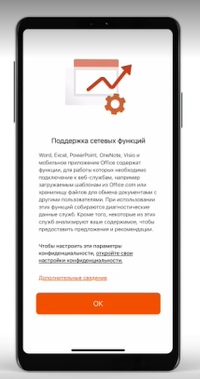 Поддержка сетевых функций
Word, Excel, PowerPoint, OneNote, Visio и
мобильное приложение Office содержат
функции, для работы которых необходимо
подключение к веб-службам, например
загружаемым шаблонам из Office.com или
хранилищу файлов для обмена документами с
другими пользователями. При использовании
этих функций собираются диагностические
данные служб. Кроме того, некоторые из этих
служб анализируют ваше содержимое, чтобы
предоставить предложения и рекомендации.
Чтобы настроить эти параметры
конфиденциальности, откройте свои
настройки конфиденциальности.
Дополнительные сведения
OK